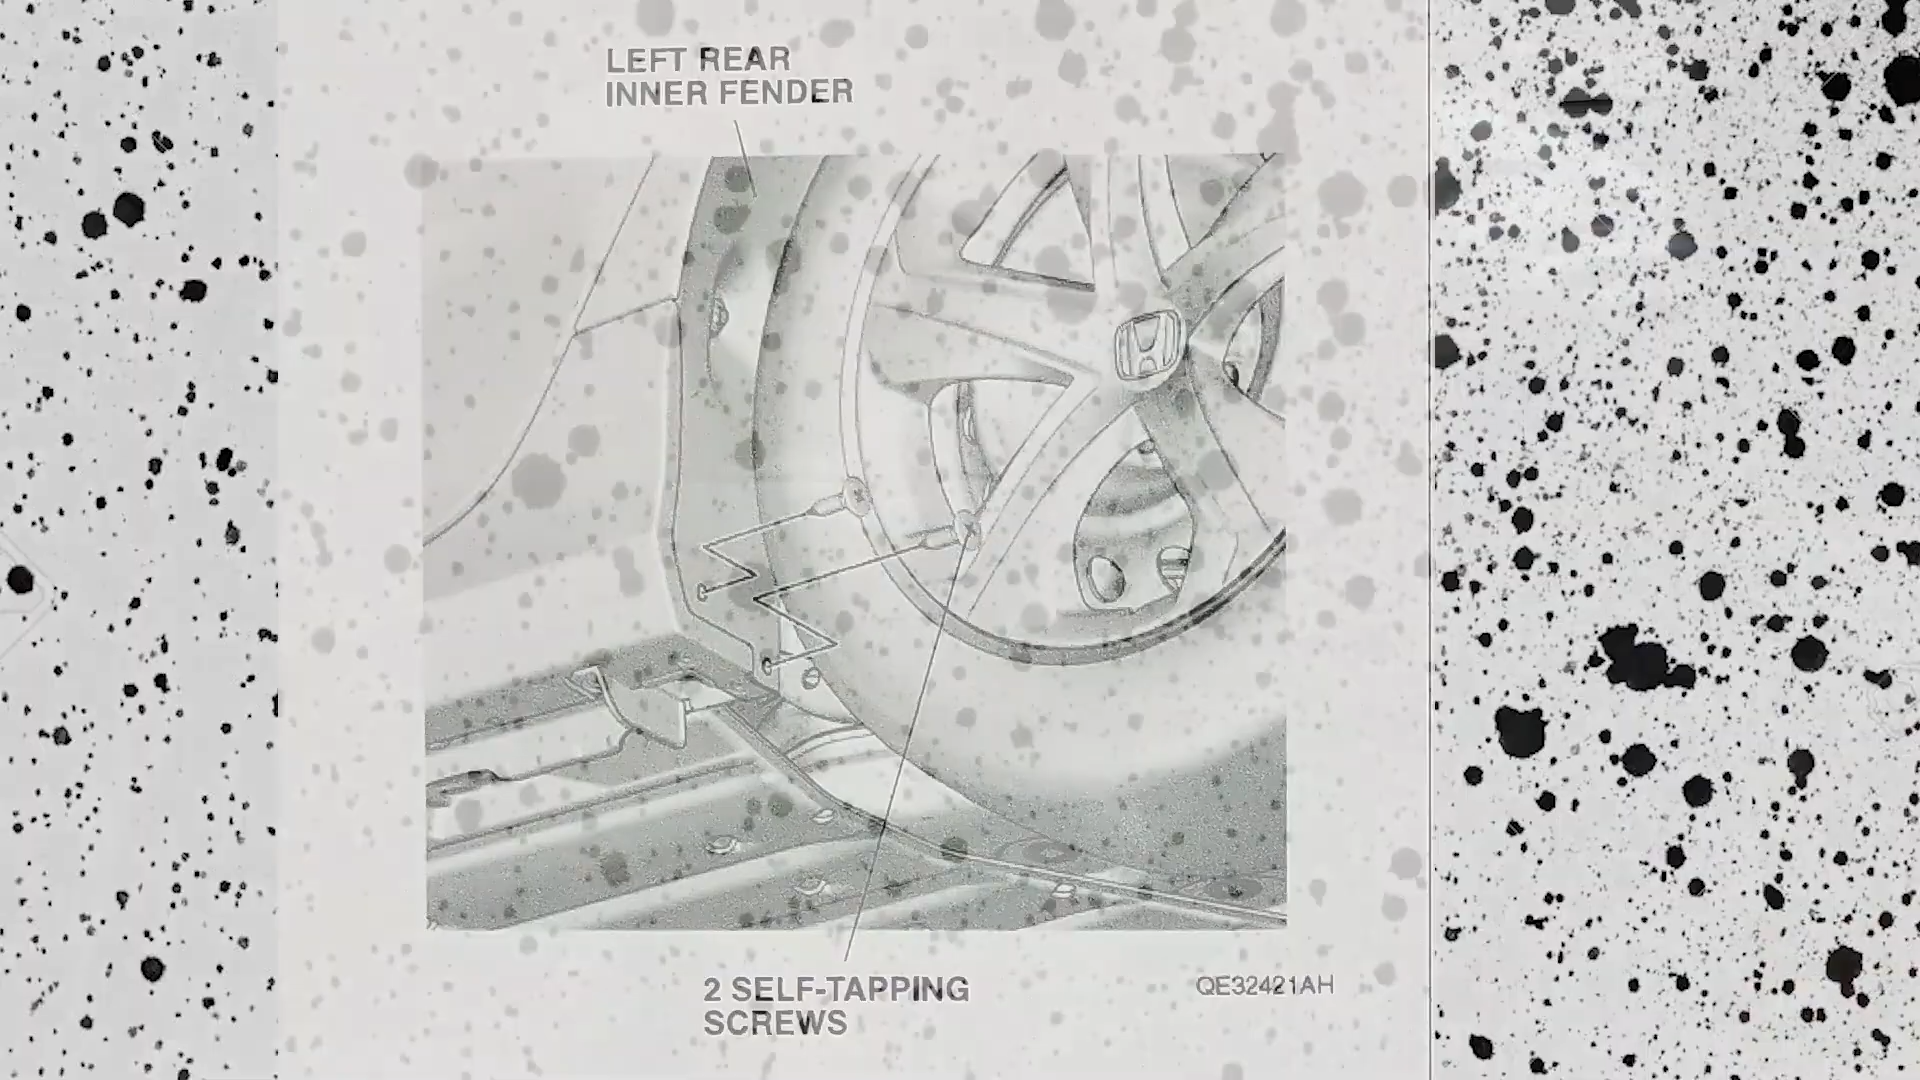 LEFT REAR
INNER FENDER
2 SELF-TAPPING
SCREWS
QE32421AH